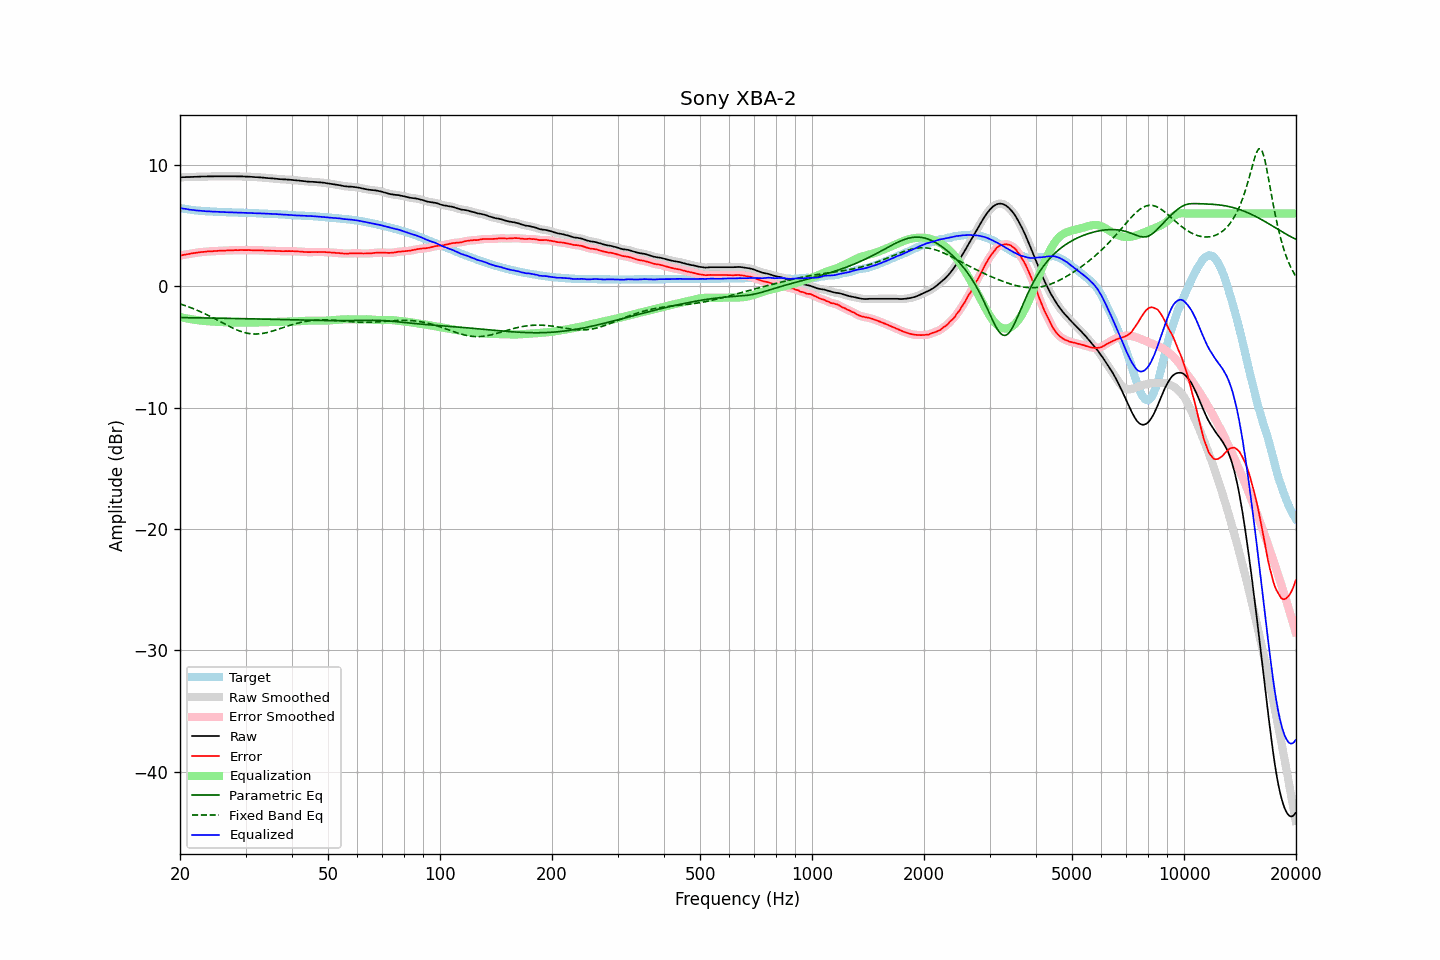 Sony XBA-2
10
0
−10
−20
−30
−40
Amplitude (dBr)
Target
Raw Smoothed
Error Smoothed
Raw
Error
Equalization
Parametric Eq
Fixed Band Eq
Equalized
20 50 100 200 500 1000 2000 5000 10000 20000
Frequency (Hz)